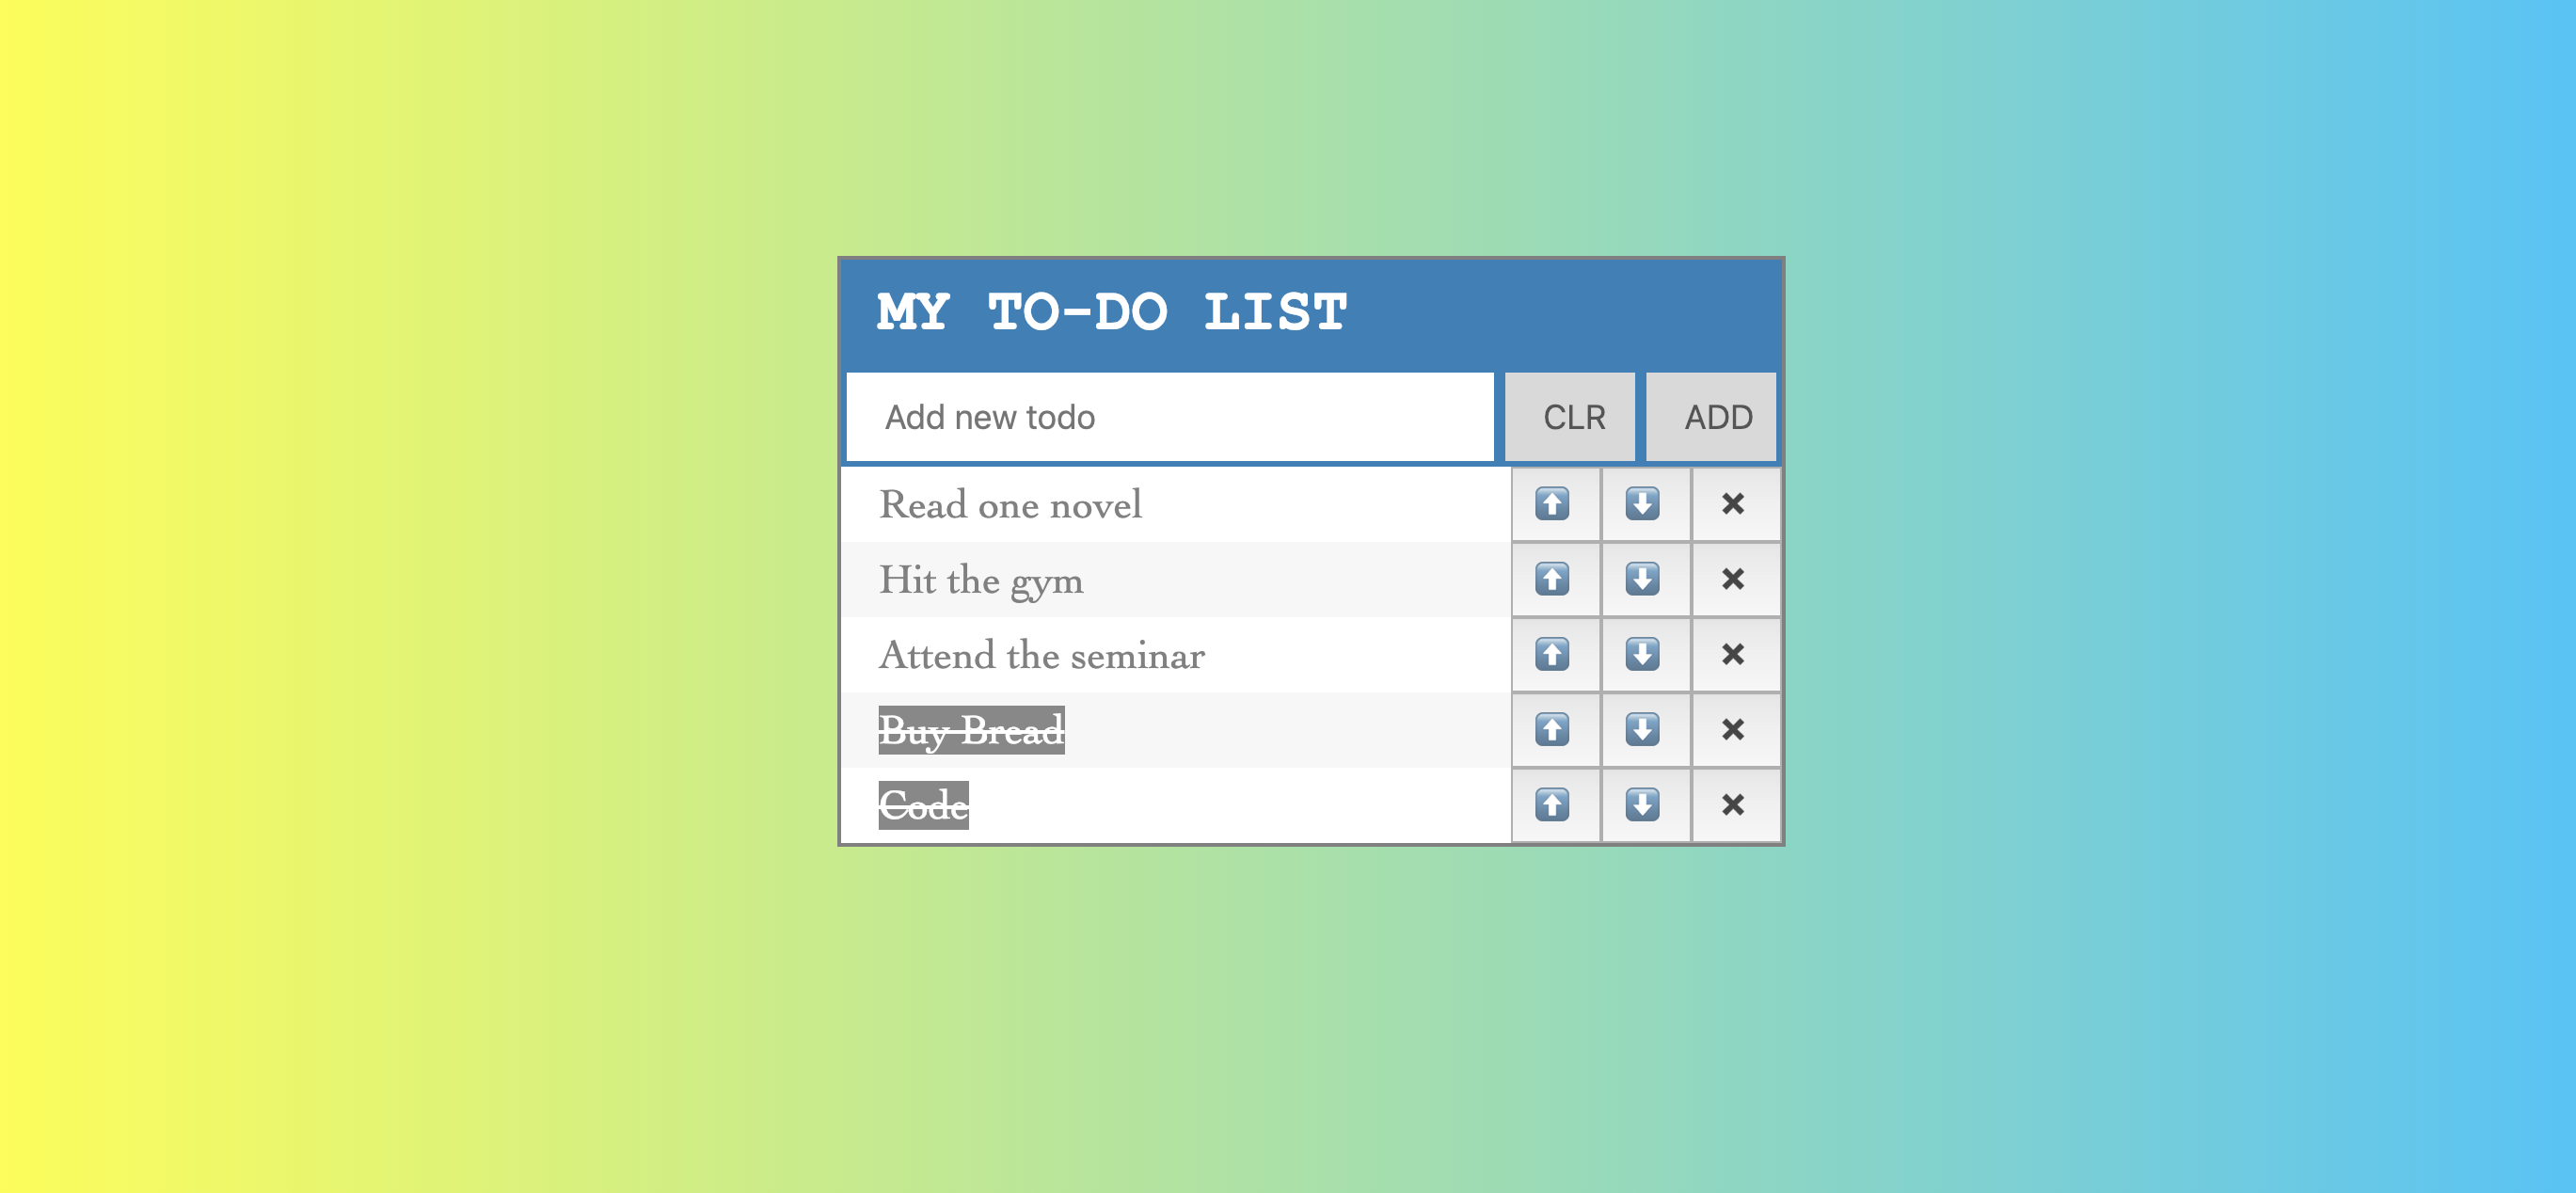 MY TO-DO LIST
Add new todo CLR ADD
Read one novel
Hit the gym
Attend the seminar
Buy Bread
Code